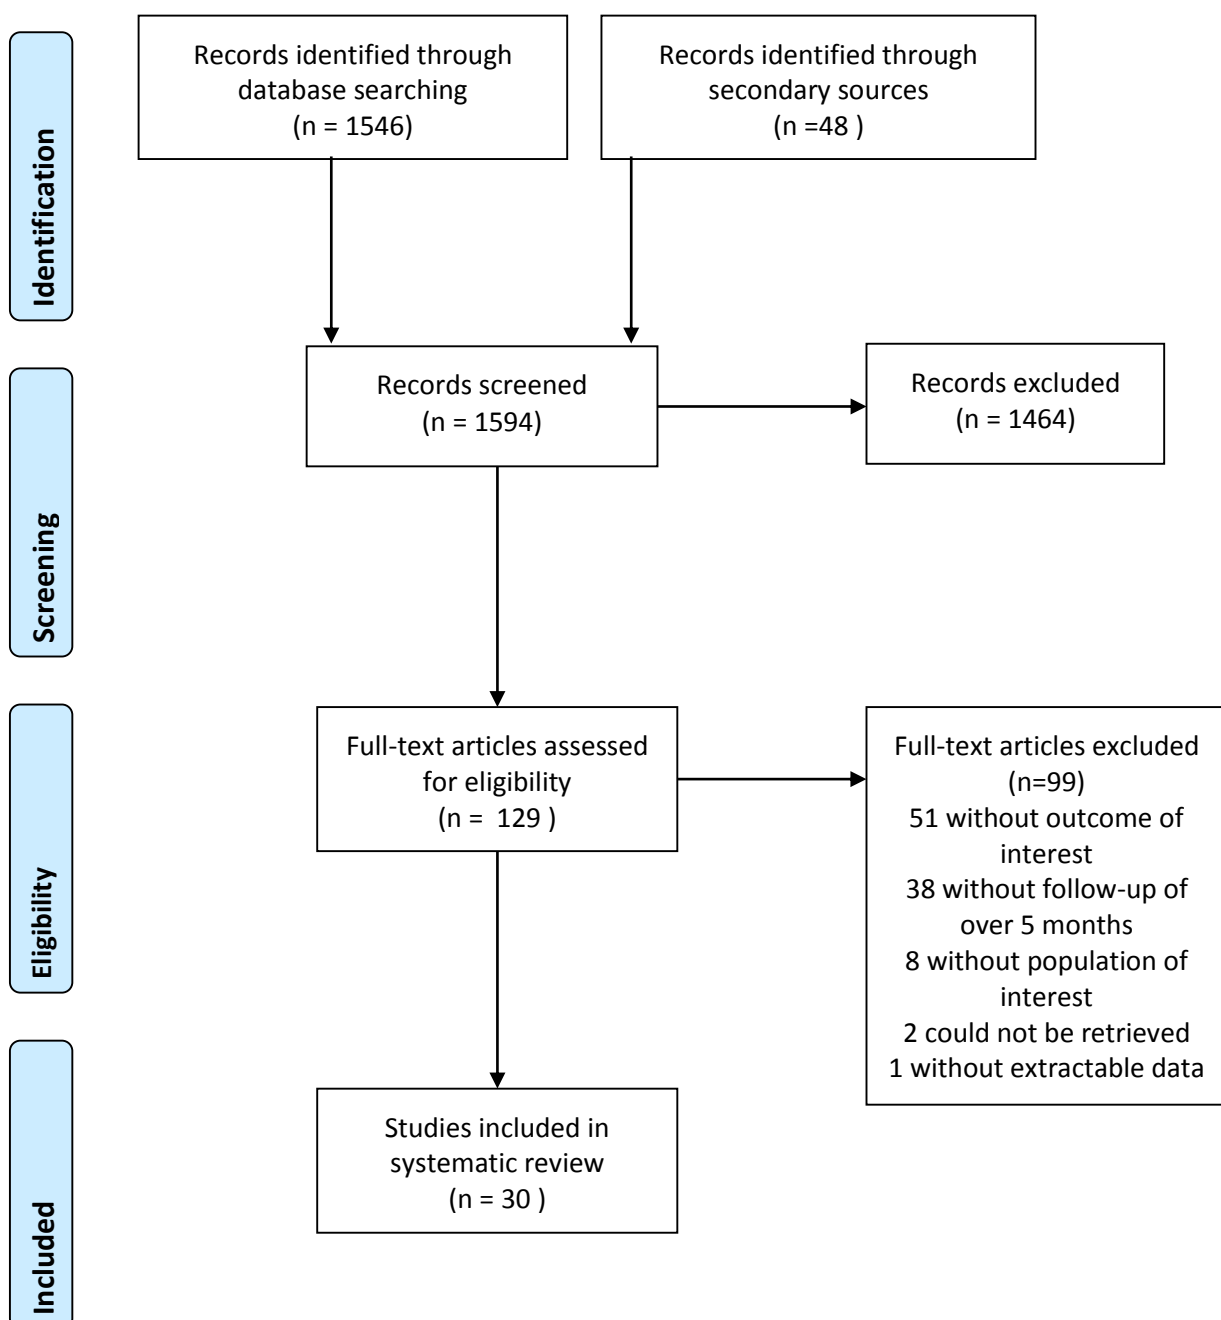 Identification
Records identified through
database searching
(n = 1546)
Records identified through
secondary sources
(n =48 )
Screening
Records screened
(n = 1594)
Records excluded
(n = 1464)
Eligibility
Full-text articles assessed
for eligibility
(n =  129 )
Full-text articles excluded
(n=99)
51 without outcome of
interest
38 without follow-up of
over 5 months
8 without population of
interest
2 could not be retrieved
1 without extractable data
Included
Studies included in
systematic review
(n = 30 )